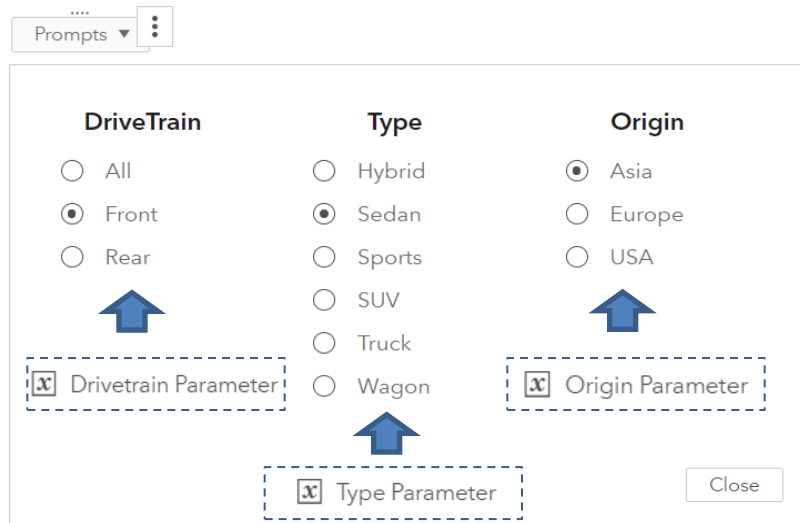 Prompts
DriveTrain
All
Front
Rear
x Drivetrain Parameter
Type
Hybrid
Sedan
Sports
SUV
Truck
Wagon
x Type Parameter
Origin
Asia
Europe
USA
x Origin Parameter
Close